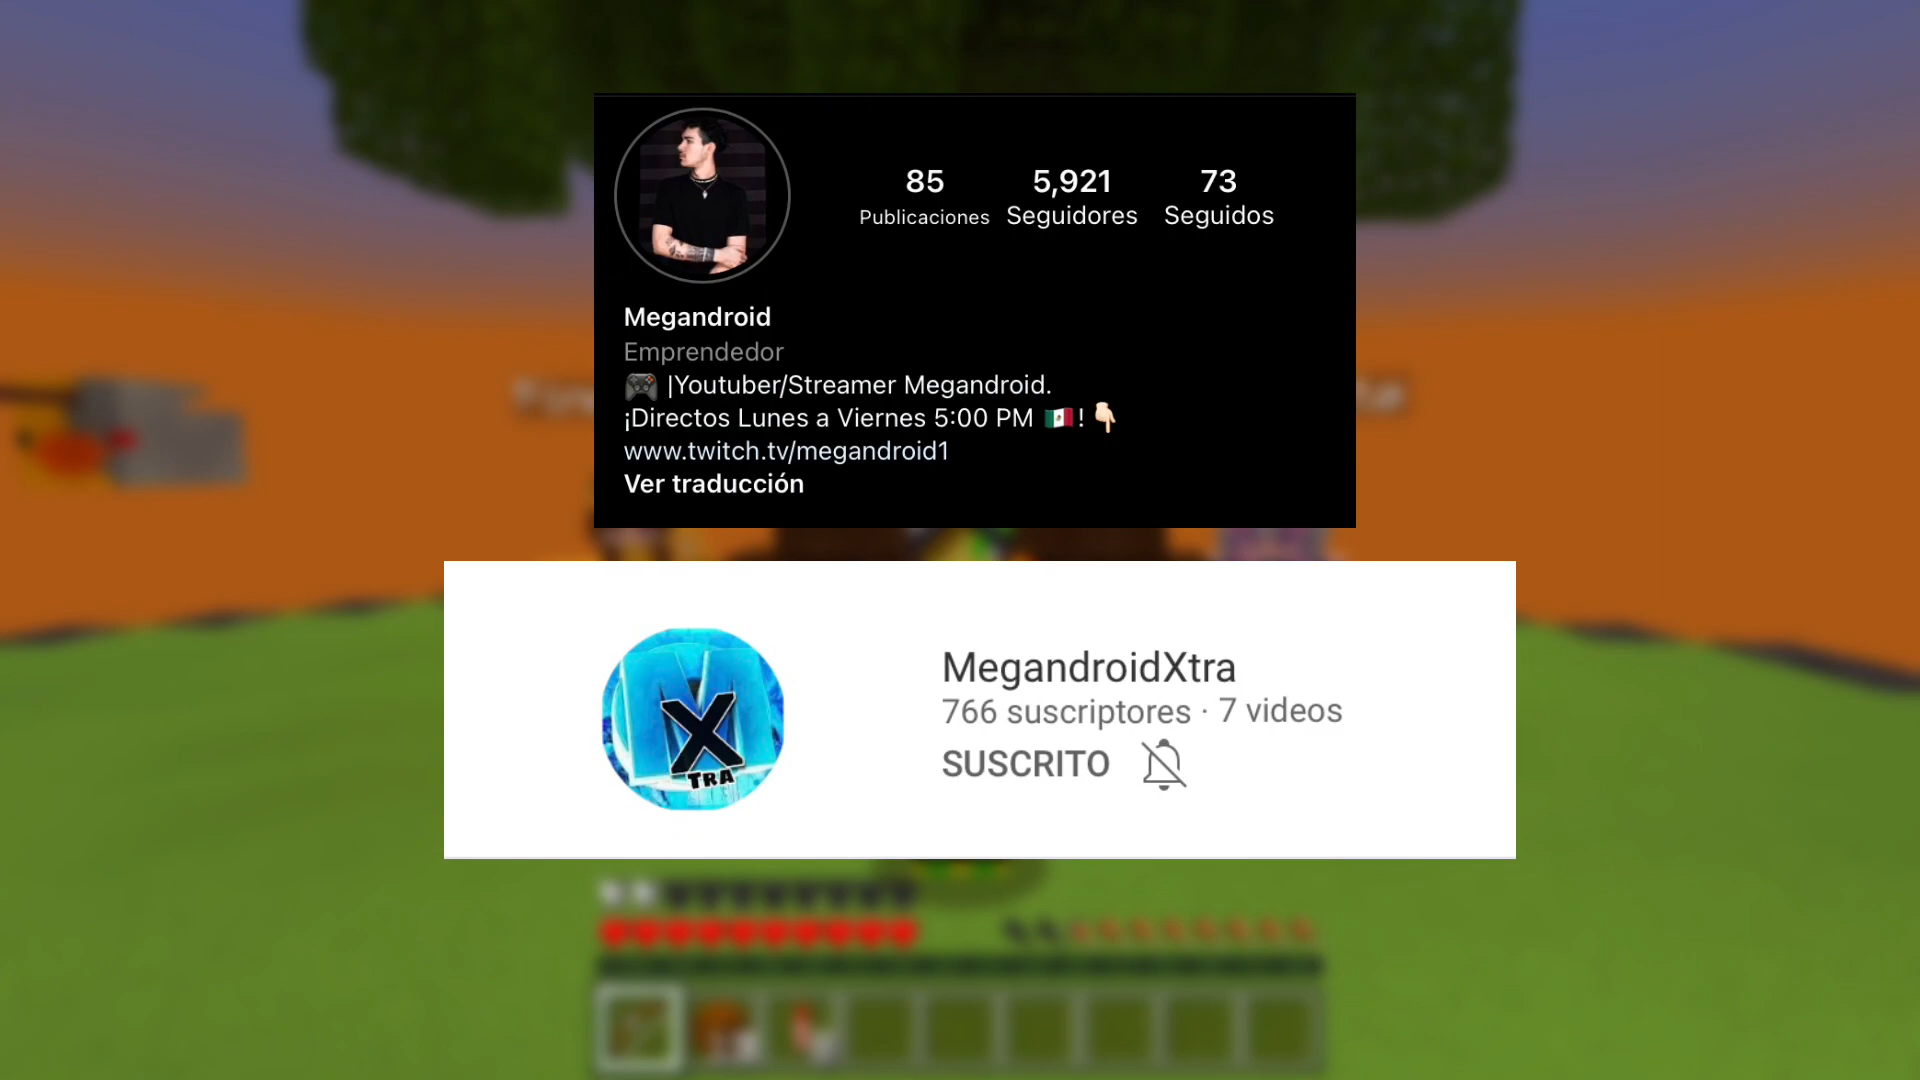 85 5,921 73
Publicaciones Seguidores Seguidos
Megandroid
Emprendedor
🎮 |Youtuber/Streamer Megandroid.
¡Directos Lunes a Viernes 5:00 PM 🇲🇽! 👇🏻
www.twitch.tv/megandroid1
Ver traducción
MegandroidXtra
766 suscriptores · 7 videos
SUSCRITO
X
TRA